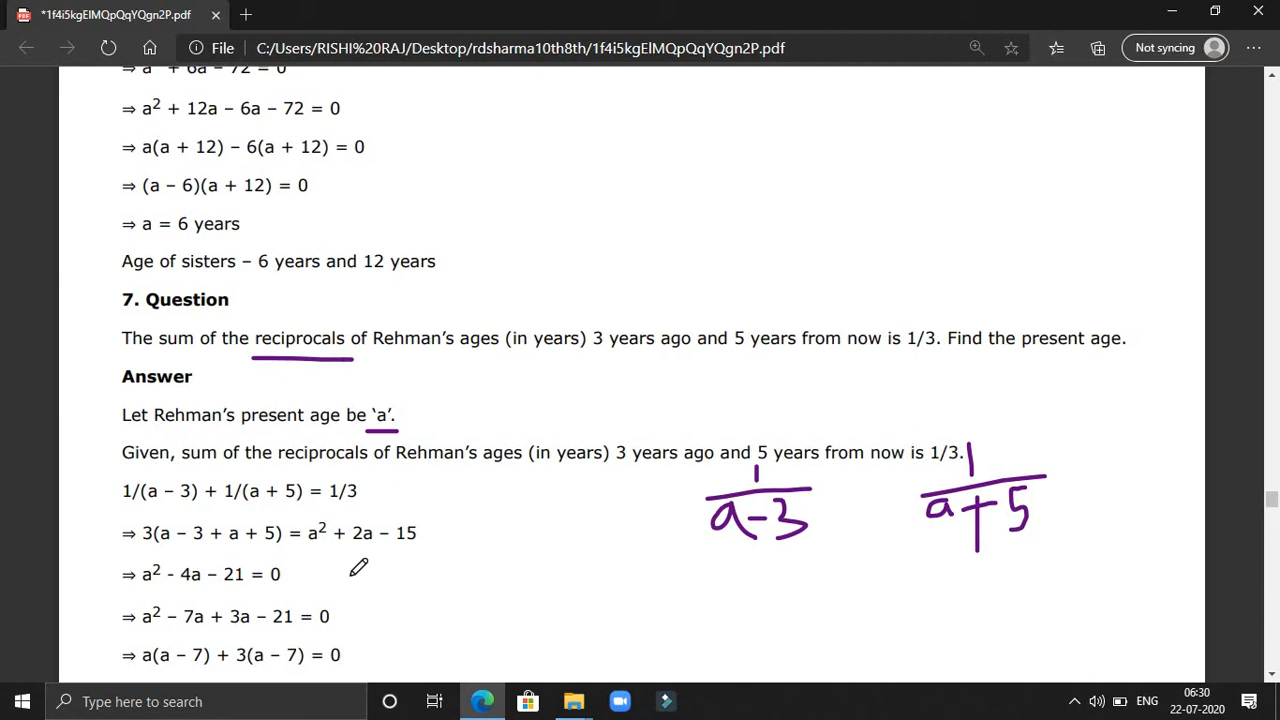 *1f4i5kgElMQpQqYQgn2P.pdf
File C:/Users/RISHI%20RAJ/Desktop/rdsharma10th8th/1f4i5kgElMQpQqYQgn2P.pdf Not syncing
⇒ a² + 6a – 72 = 0
⇒ a² + 12a – 6a – 72 = 0
⇒ a(a + 12) – 6(a + 12) = 0
⇒ (a – 6)(a + 12) = 0
⇒ a = 6 years
Age of sisters – 6 years and 12 years
7. Question
The sum of the reciprocals of Rehman's ages (in years) 3 years ago and 5 years from now is 1/3. Find the present age.
Answer
Let Rehman's present age be 'a'.
Given, sum of the reciprocals of Rehman's ages (in years) 3 years ago and 5 years from now is 1/3.
1/(a – 3) + 1/(a + 5) = 1/3
1 1
a-3 a+5
⇒ 3(a – 3 + a + 5) = a² + 2a – 15
⇒ a² - 4a – 21 = 0
⇒ a² – 7a + 3a – 21 = 0
⇒ a(a – 7) + 3(a – 7) = 0
Type here to search
ENG
06:30
22-07-2020